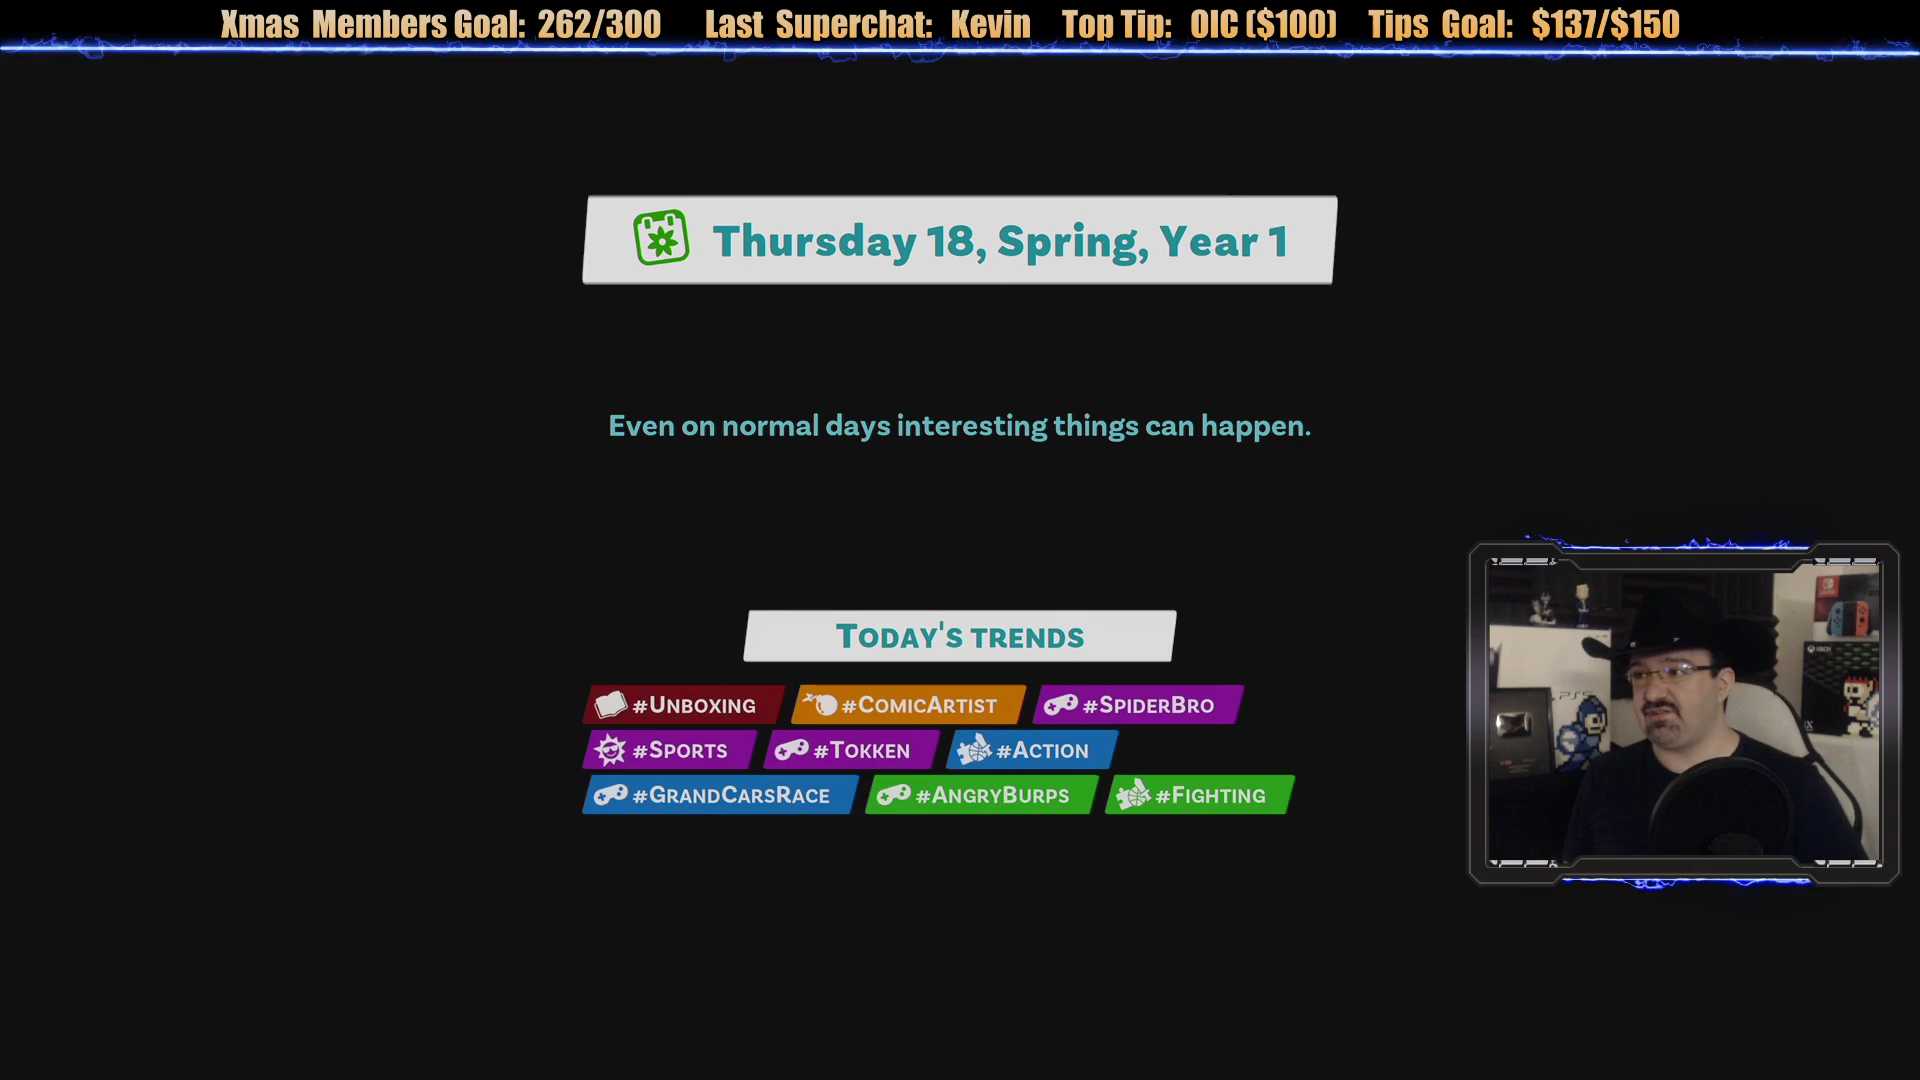 Xmas Members Goal: 262/300 Last Superchat: Kevin Top Tip: OIC ($100) Tips Goal: $137/$150
Thursday 18, Spring, Year 1
Even on normal days interesting things can happen.
Today's trends
#Unboxing #ComicArtist #SpiderBro
#Sports #Tokken #Action
#GrandCarsRace #AngryBurps #Fighting
PS5
XBOX